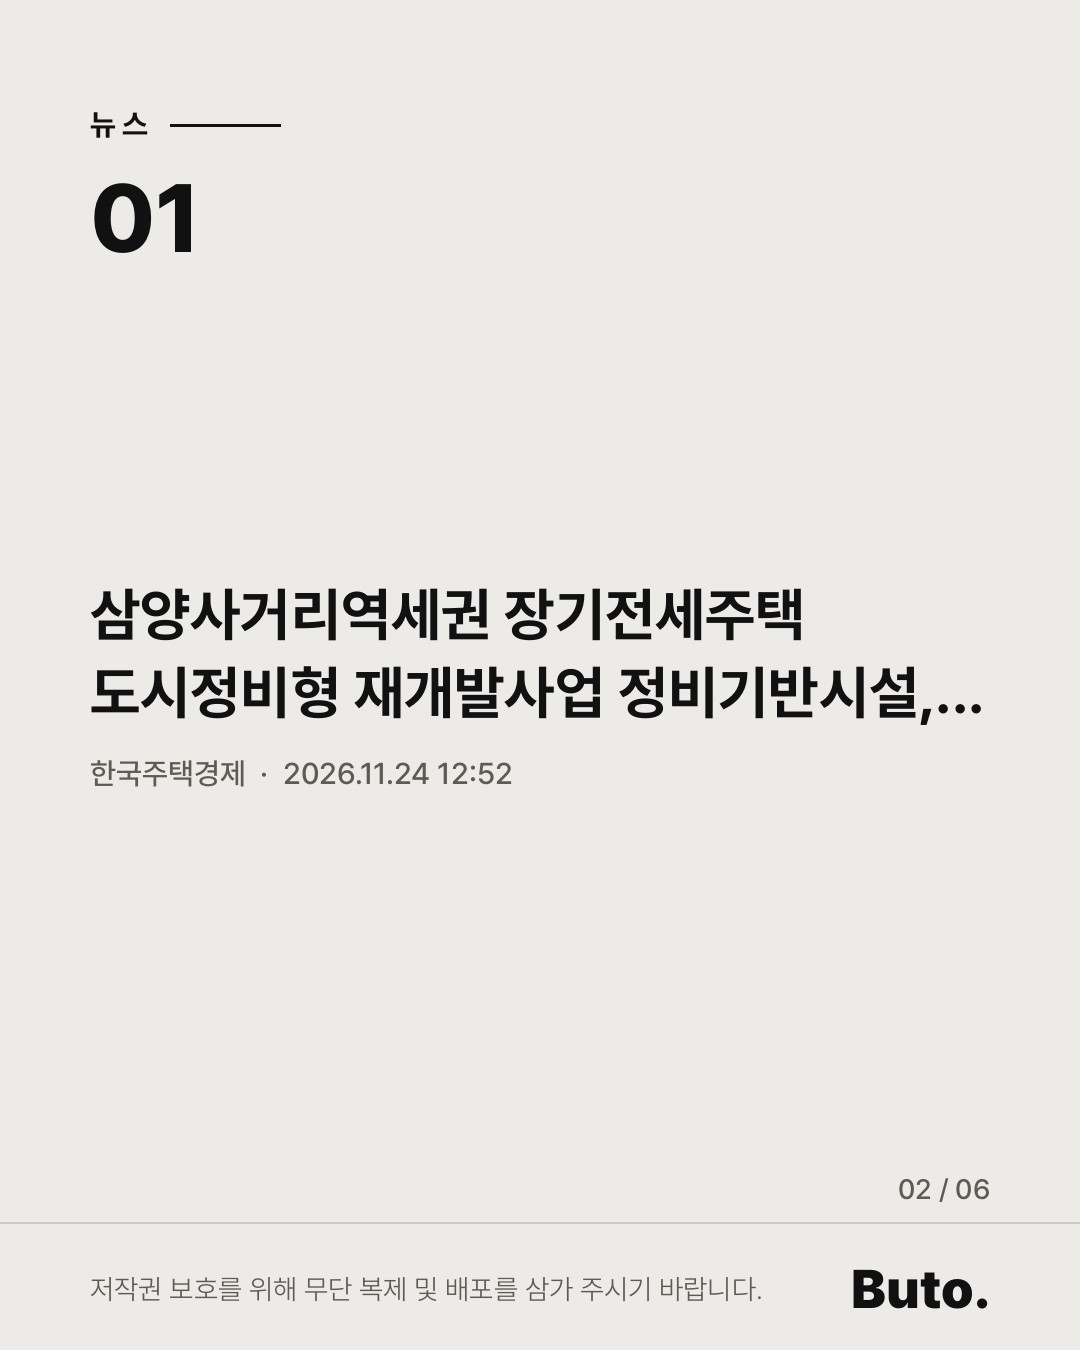 뉴스
01
삼양사거리역세권 장기전세주택
도시정비형 재개발사업 정비기반시설,...
한국주택경제 · 2026.11.24 12:52
02 / 06
저작권 보호를 위해 무단 복제 및 배포를 삼가 주시기 바랍니다.
Buto.